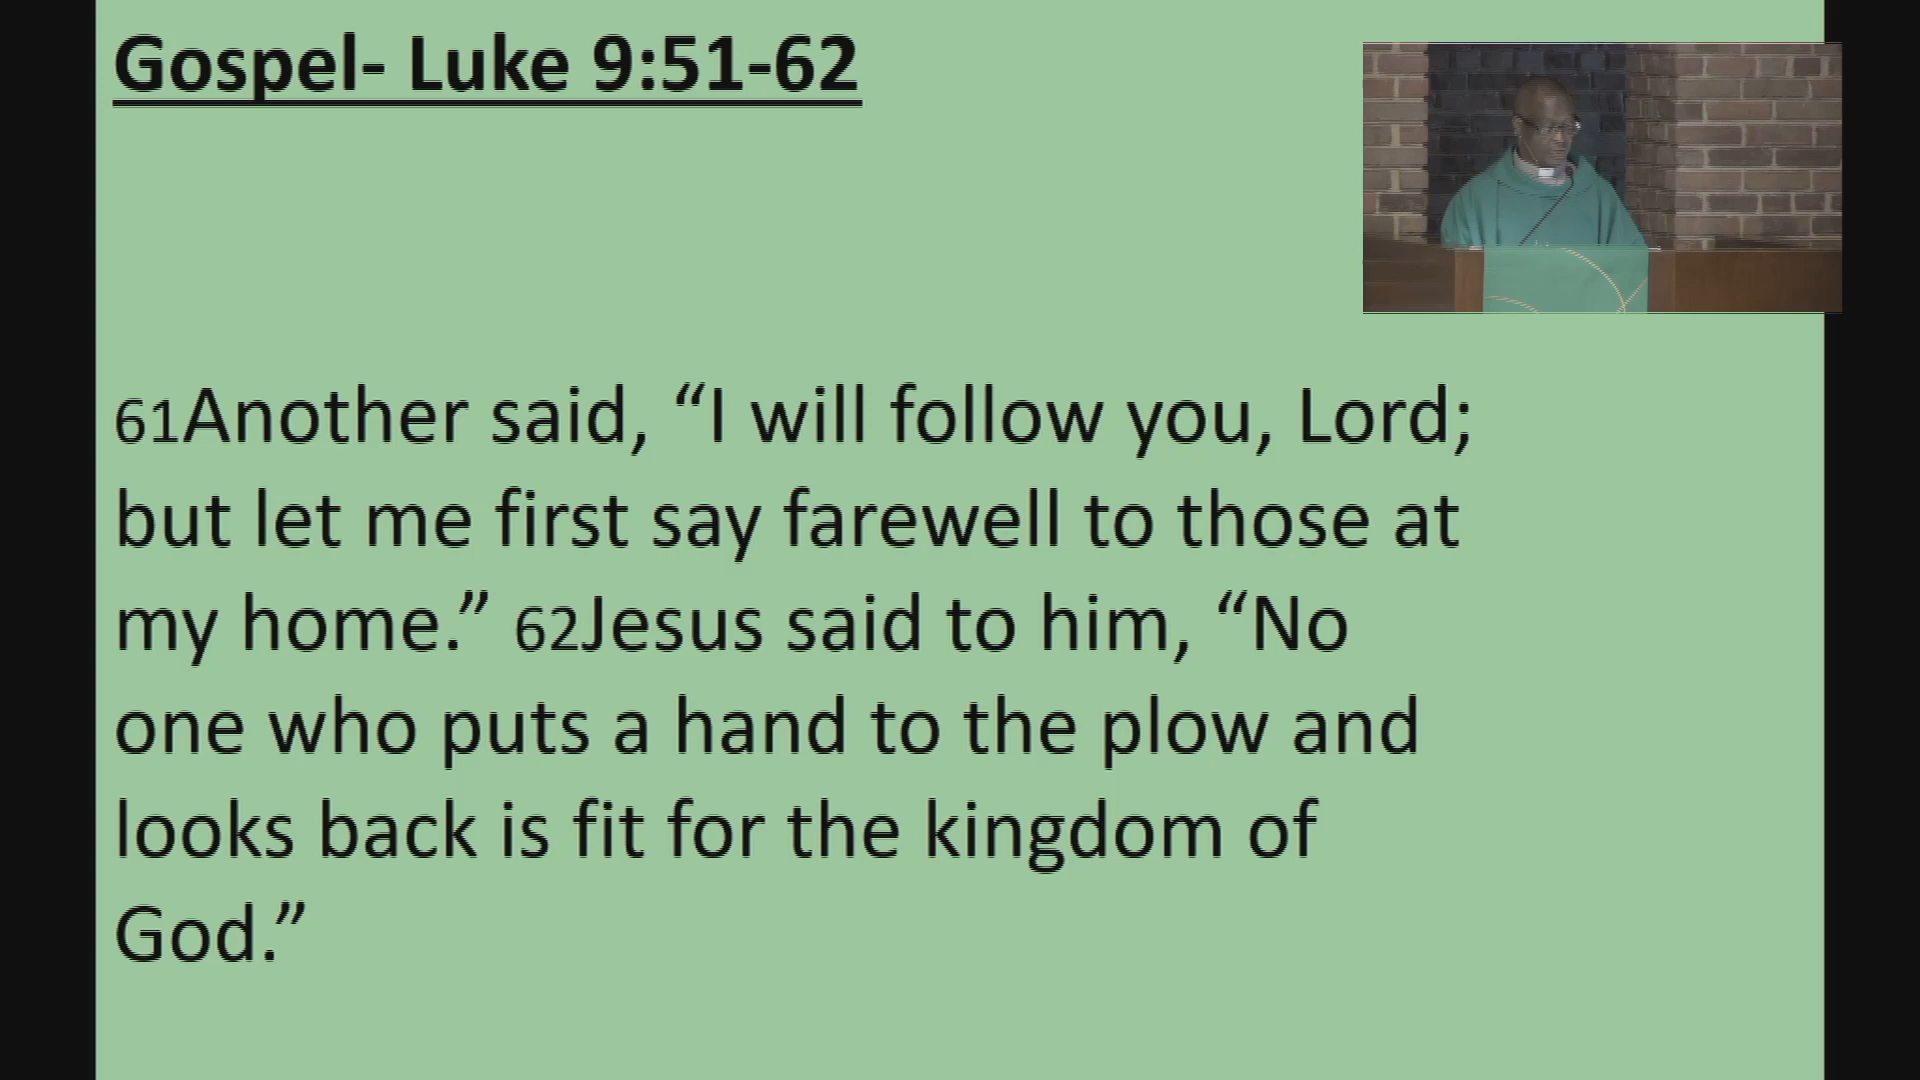 Gospel- Luke 9:51-62
61Another said, “I will follow you, Lord;
but let me first say farewell to those at
my home.” 62Jesus said to him, “No
one who puts a hand to the plow and
looks back is fit for the kingdom of
God.”